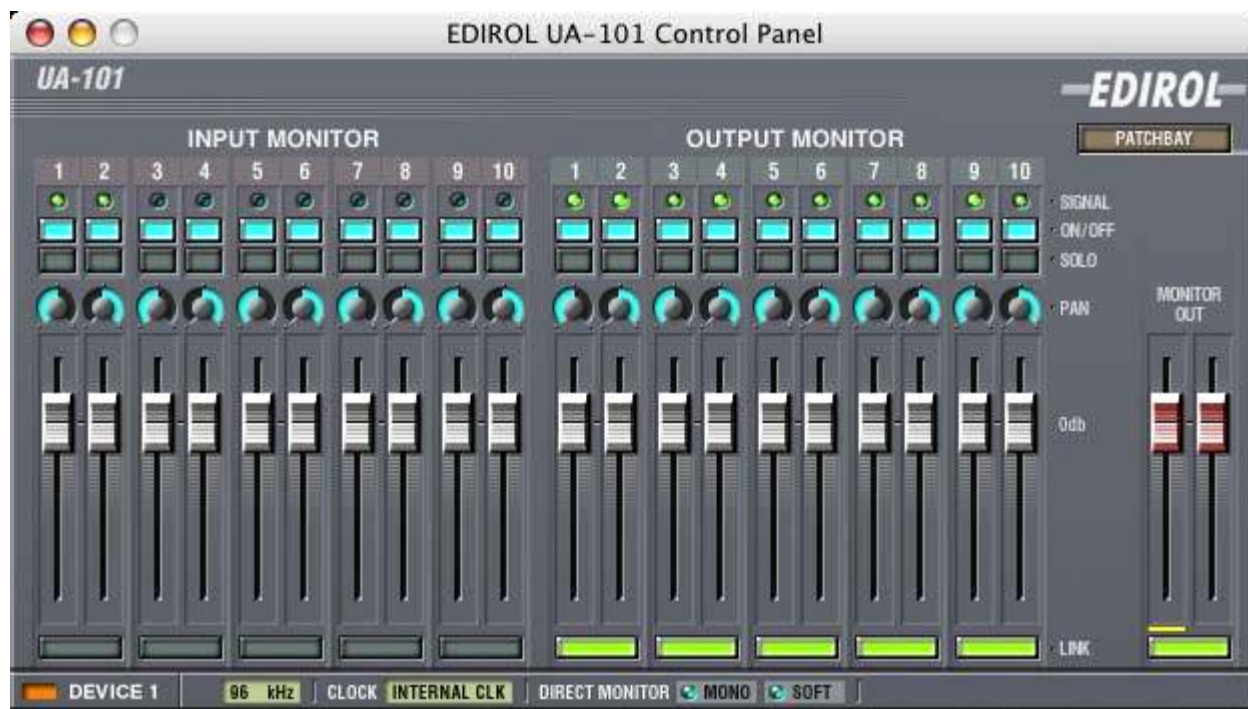 EDIROL UA-101 Control Panel
UA-101
EDIROL
INPUT MONITOR
OUTPUT MONITOR
PATCHBAY
1 2 3 4 5 6 7 8 9 10
1 2 3 4 5 6 7 8 9 10
SIGNAL
ON/OFF
SOLO
PAN
MONITOR
OUT
0db
LINK
DEVICE 1
96 kHz
CLOCK INTERNAL CLK
DIRECT MONITOR MONO SOFT